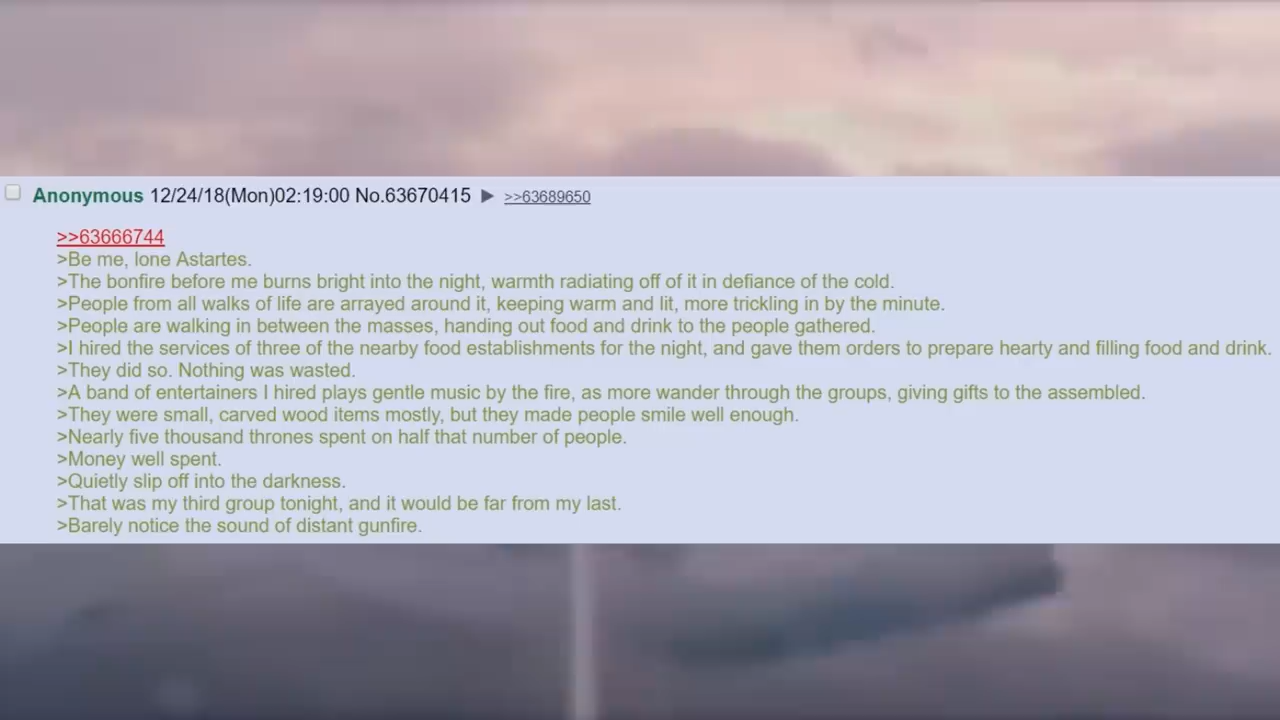 Anonymous 12/24/18(Mon)02:19:00 No.63670415 ▶ >>63689650
>>63666744
>Be me, lone Astartes.
>The bonfire before me burns bright into the night, warmth radiating off of it in defiance of the cold.
>People from all walks of life are arrayed around it, keeping warm and lit, more trickling in by the minute.
>People are walking in between the masses, handing out food and drink to the people gathered.
>I hired the services of three of the nearby food establishments for the night, and gave them orders to prepare hearty and filling food and drink.
>They did so. Nothing was wasted.
>A band of entertainers I hired plays gentle music by the fire, as more wander through the groups, giving gifts to the assembled.
>They were small, carved wood items mostly, but they made people smile well enough.
>Nearly five thousand thrones spent on half that number of people.
>Money well spent.
>Quietly slip off into the darkness.
>That was my third group tonight, and it would be far from my last.
>Barely notice the sound of distant gunfire.